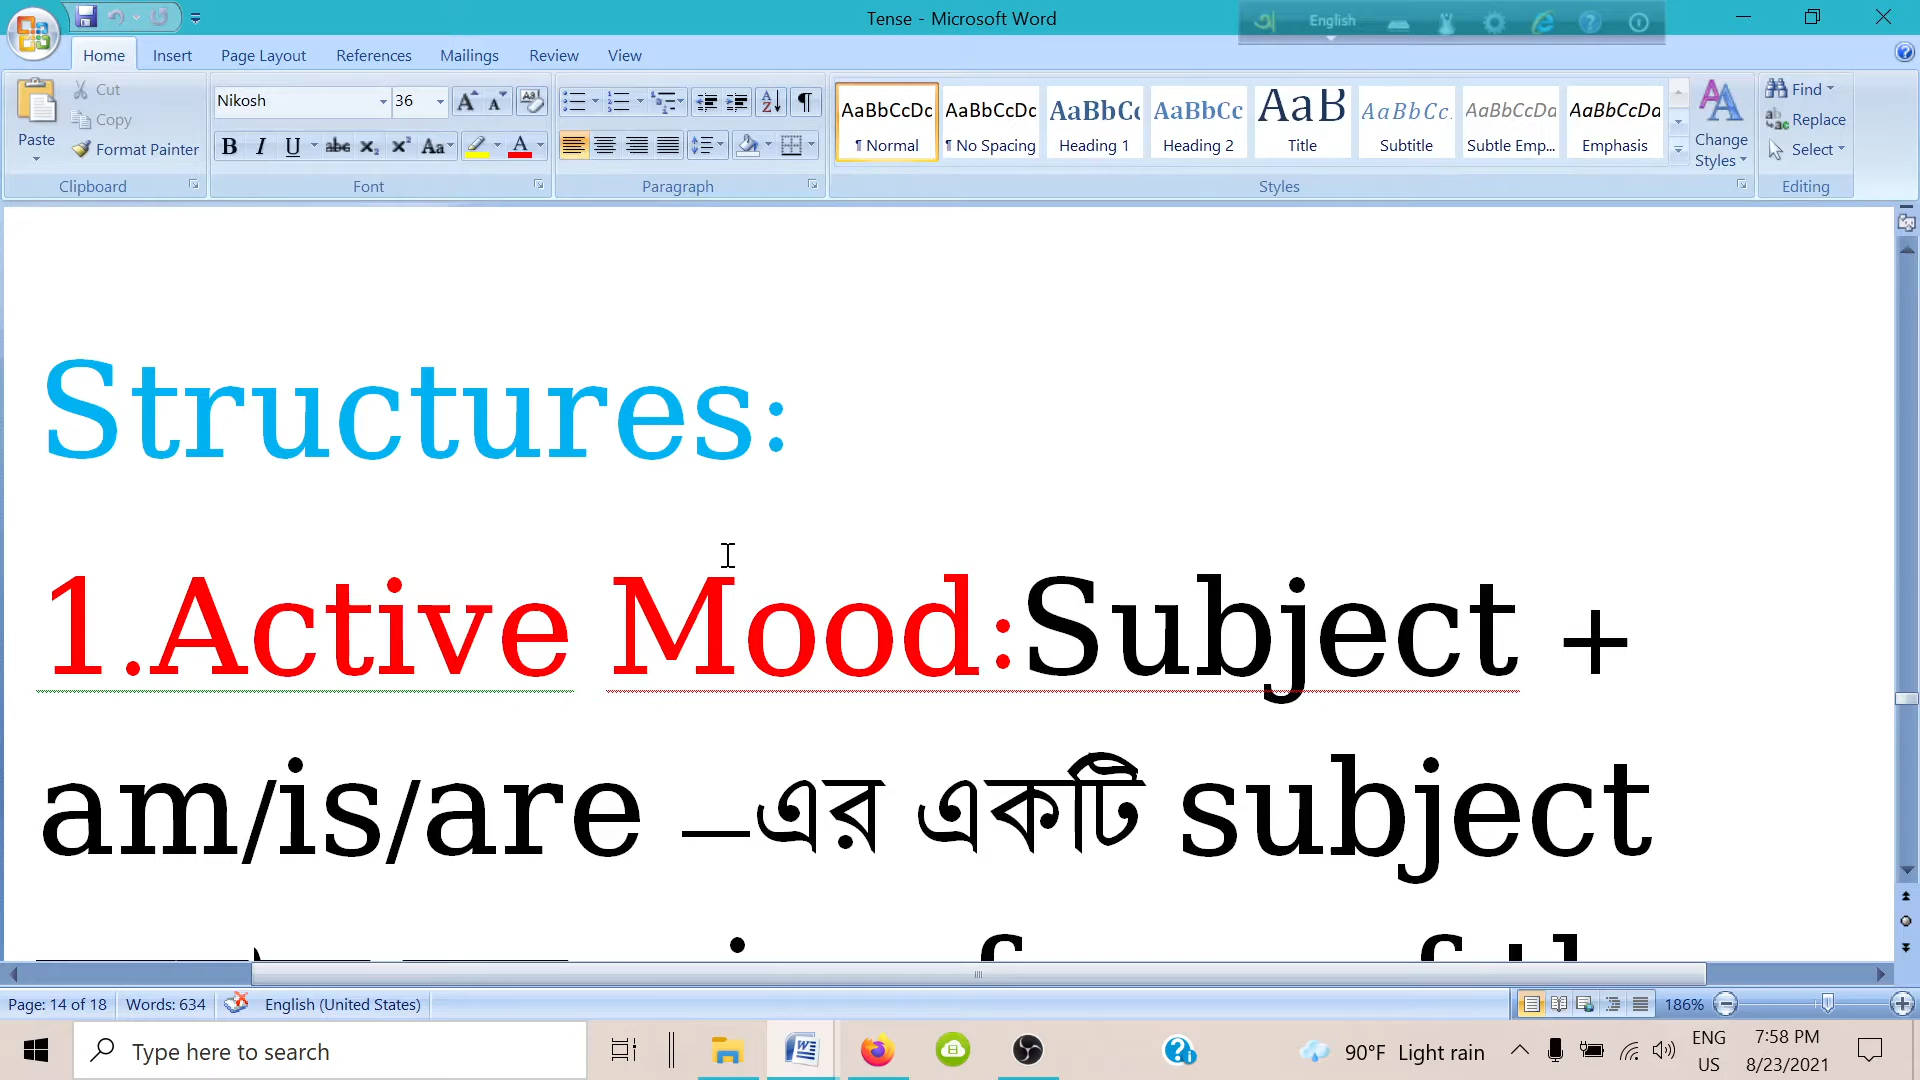 Tense - Microsoft Word
English
Home Insert Page Layout References Mailings Review View
Cut
Copy
Format Painter
Paste
Clipboard
Nikosh 36
Font
Paragraph
AaBbCcDc AaBbCcDc AaBbCc AaBbCc AaB AaBbCc. AaBbCcDa AaBbCcDa
¶ Normal ¶ No Spacing Heading 1 Heading 2 Title Subtitle Subtle Emp... Emphasis
Change Styles
Styles
Find
Replace
Select
Editing
Structures:
1.Active Mood:Subject +
am/is/are –এর একটি subject
Page: 14 of 18 Words: 634 English (United States) 186%
Type here to search
90°F Light rain
ENG
US
7:58 PM
8/23/2021